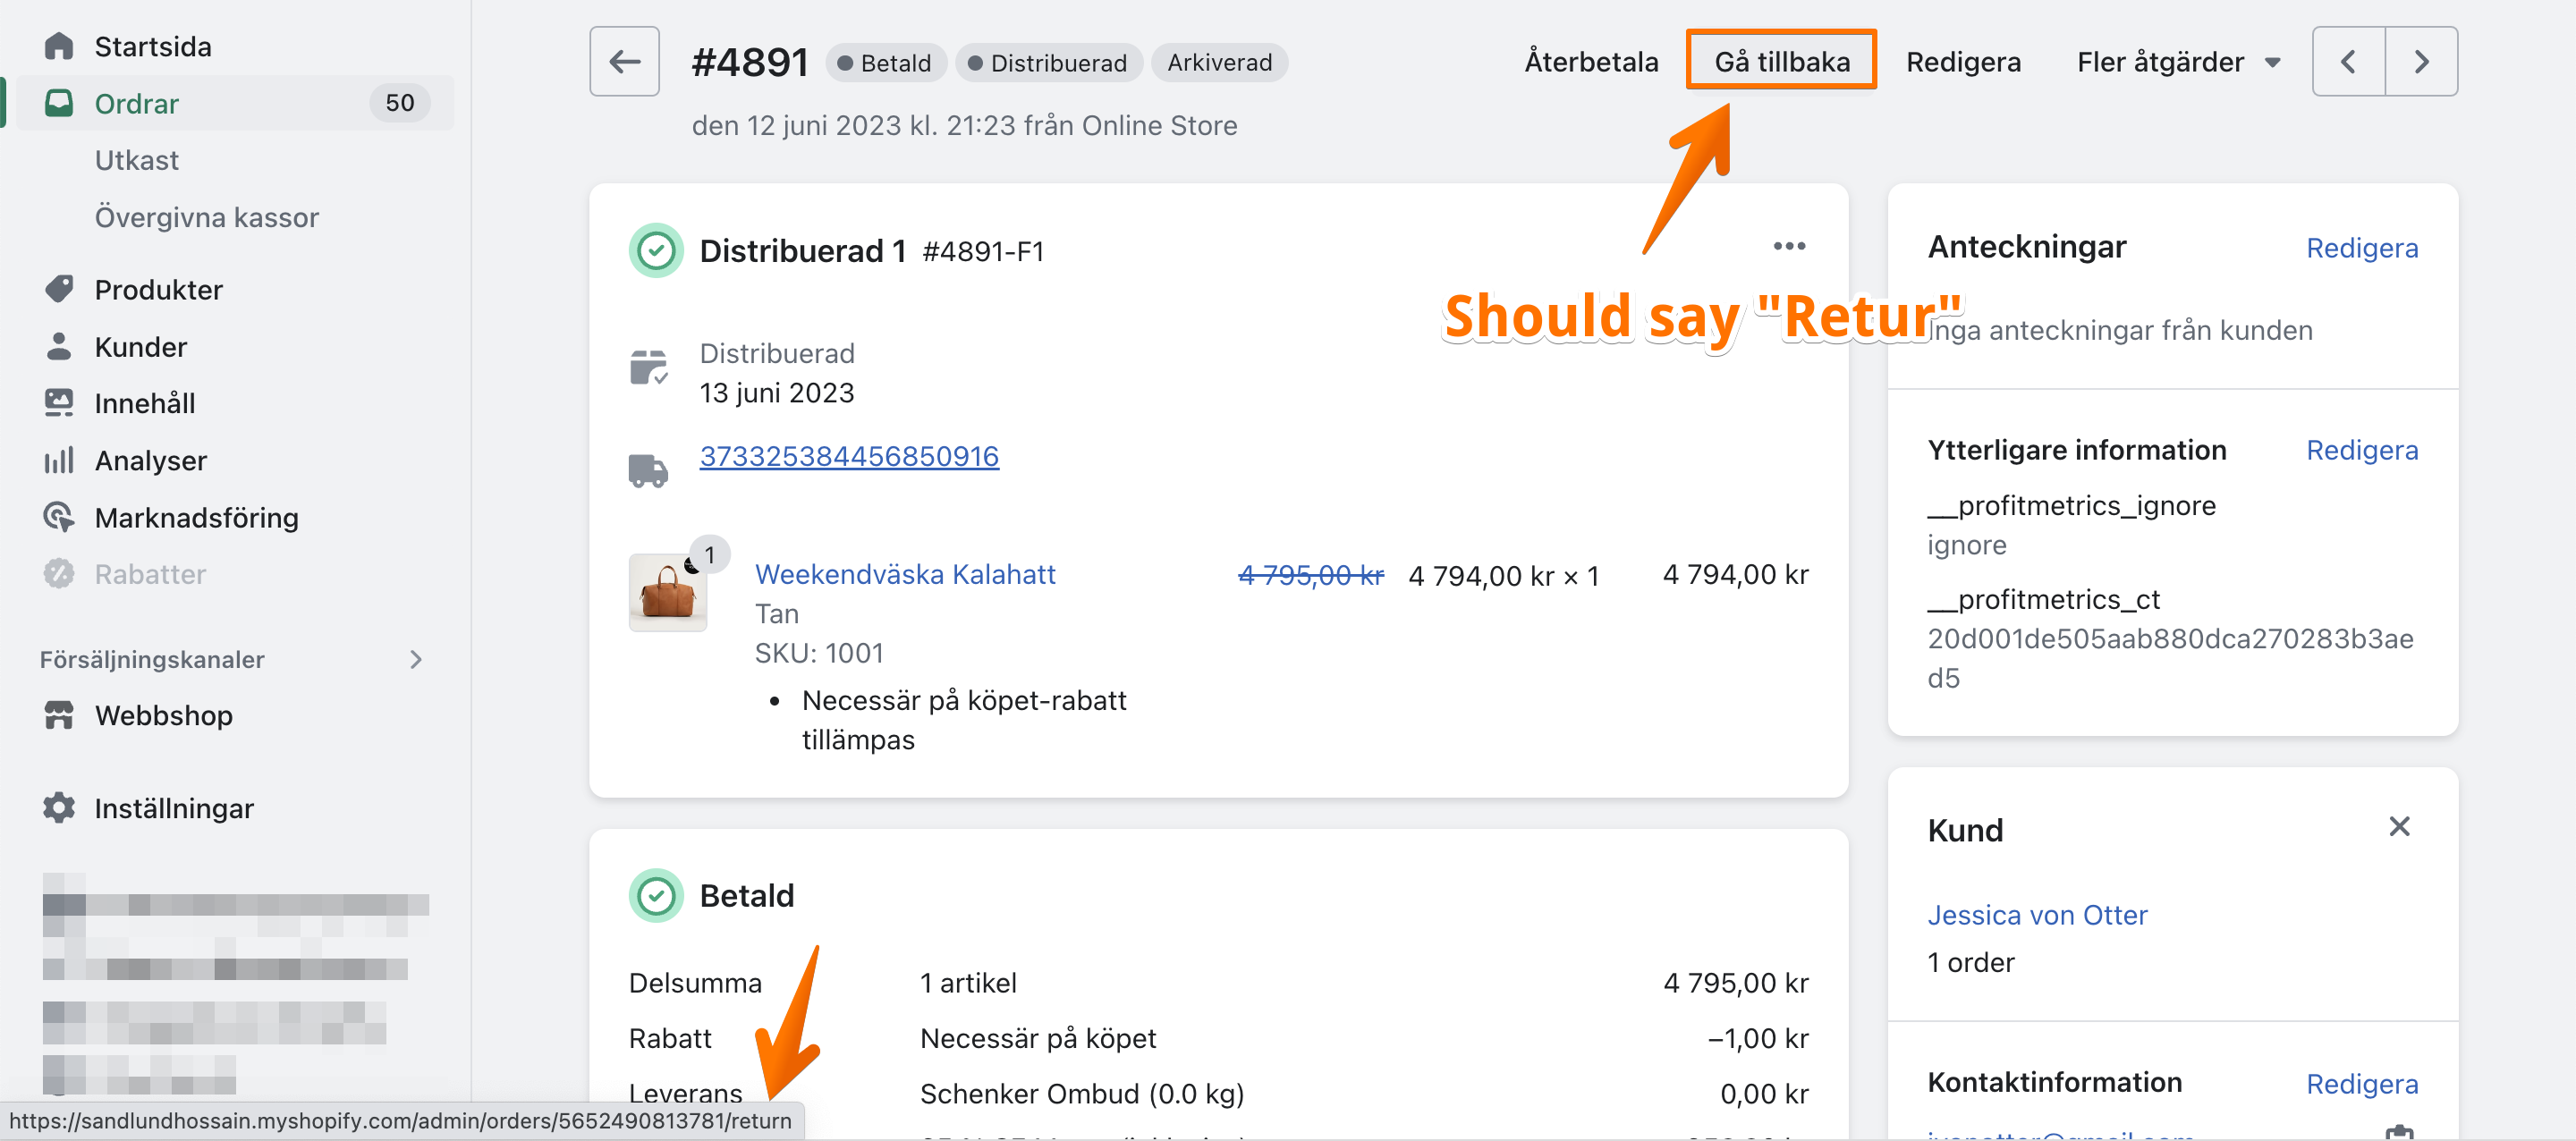 Startsida
Ordrar 50
Utkast
Övergivna kassor
Produkter
Kunder
Innehåll
Analyser
Marknadsföring
Rabatter
Försäljningskanaler
Webbshop
Inställningar
#4891 Betald Distribuerad Arkiverad
den 12 juni 2023 kl. 21:23 från Online Store
Återbetala Gå tillbaka Redigera Fler åtgärder
Should say "Retur"
Distribuerad 1 #4891-F1
Distribuerad
13 juni 2023
373325384456850916
1
Weekendväska Kalahatt 4 795,00 kr 4 794,00 kr × 1 4 794,00 kr
Tan
SKU: 1001
• Necessär på köpet-rabatt
tillämpas
Betald
Delsumma 1 artikel 4 795,00 kr
Rabatt Necessär på köpet −1,00 kr
Leverans Schenker Ombud (0.0 kg) 0,00 kr
Anteckningar Redigera
Inga anteckningar från kunden
Ytterligare information Redigera
__profitmetrics_ignore
ignore
__profitmetrics_ct
20d001de505aab880dca270283b3ae
d5
Kund
Jessica von Otter
1 order
Kontaktinformation Redigera
https://sandlundhossain.myshopify.com/admin/orders/5652490813781/return